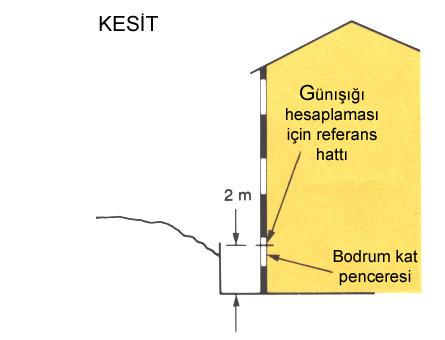 KESİT
Günışığı
hesaplaması
için referans
hattı
2 m
Bodrum kat
penceresi